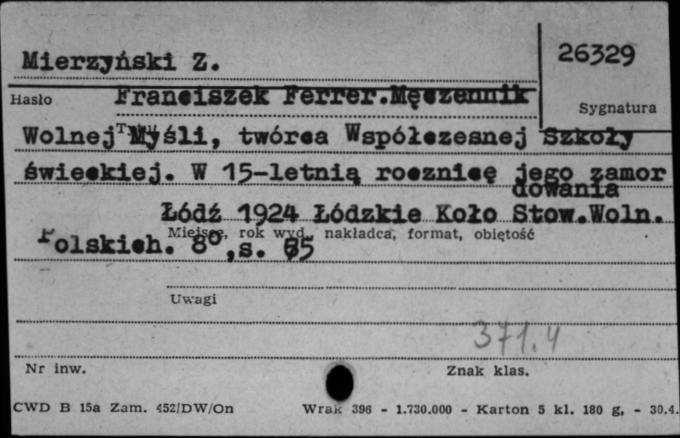 Mierzyński Z.
26329
Hasło
Franciszek Ferrer.Męczennik
Sygnatura
Wolnej Myśli, twórca Współczesnej Szkoły
świeckiej. W 15-letnią rocznicę jego zamor
dowania
Łódź 1924 Łódzkie Koło Stow.Woln.
Miejsce, rok wyd., nakładca, format, objętość
Polskich. 8°,s. 65
Uwagi
371.4
Nr inw.
Znak klas.
CWD B 15a Zam. 452/DW/On
Wrak 396 - 1.730.000 - Karton 5 kl. 180 g, - 30.4.